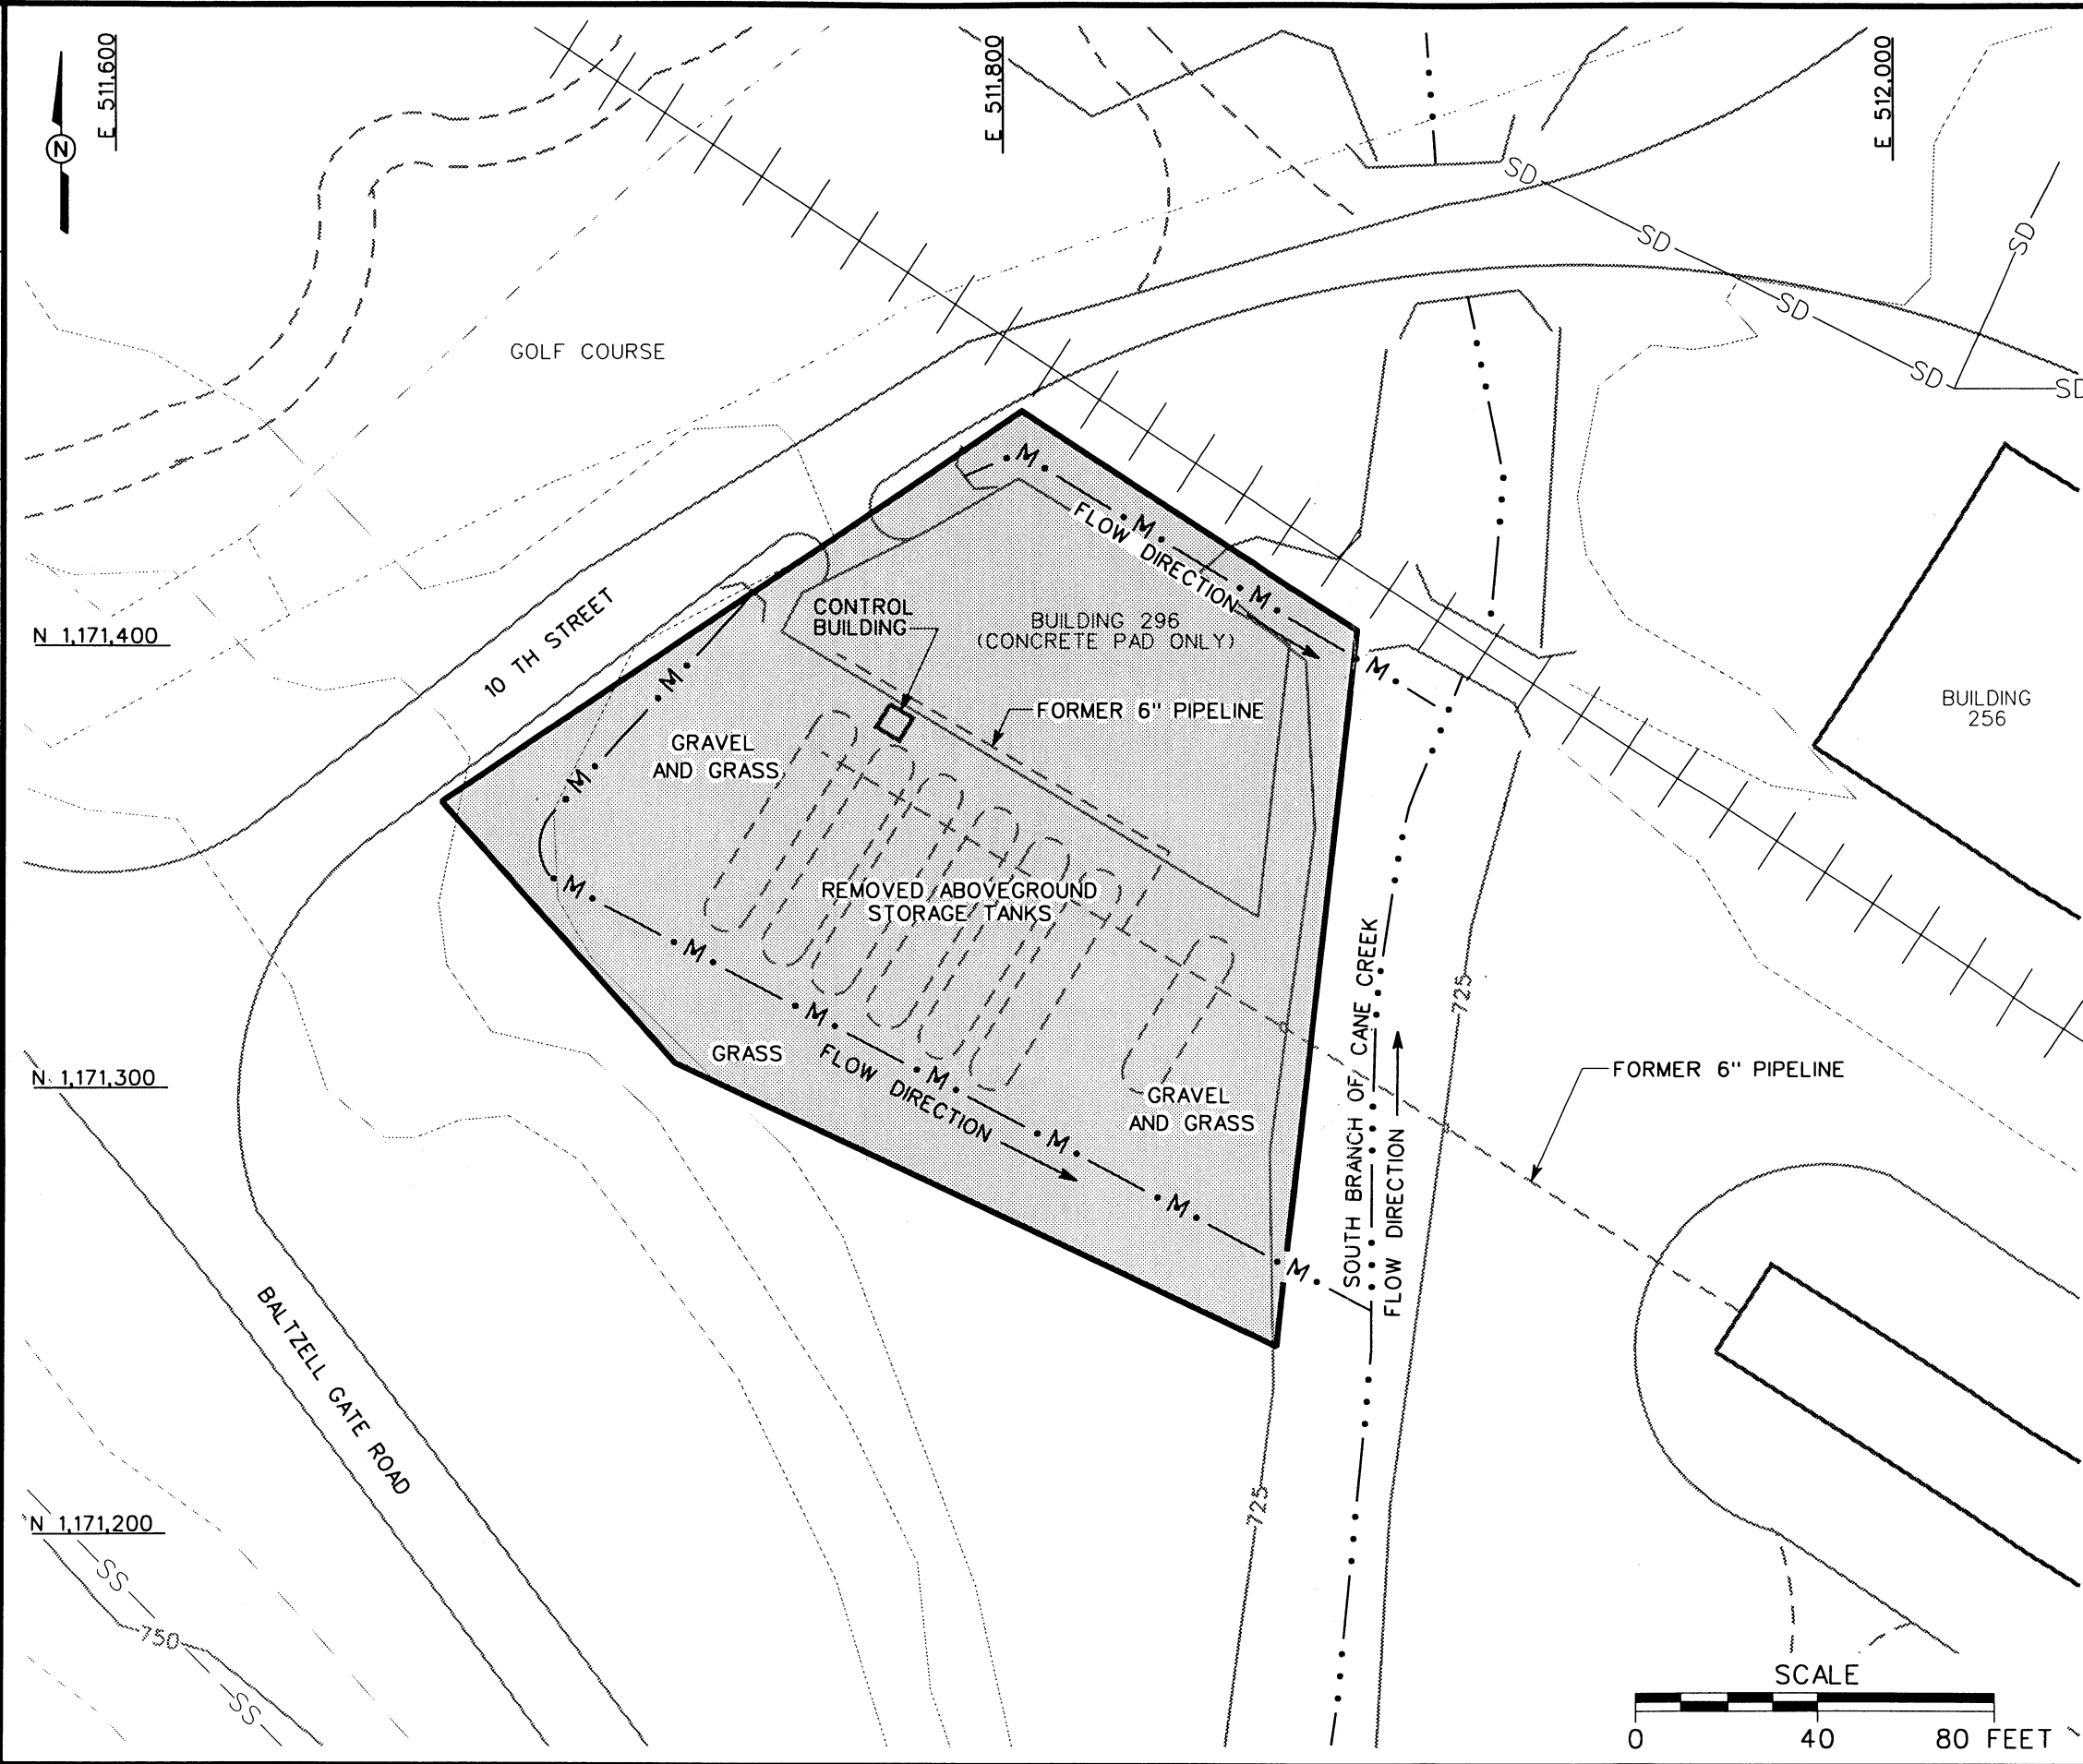 E 511,600
E 511,800
E 512,000
N
SD
SD
SD
SD
SD
SD
GOLF COURSE
M
M
FLOW DIRECTION
M
M
CONTROL
BUILDING
BUILDING 296
(CONCRETE PAD ONLY)
N 1,171,400
10 TH STREET
M
FORMER 6" PIPELINE
BUILDING
256
GRAVEL
AND GRASS
M
M
REMOVED ABOVEGROUND
STORAGE TANKS
M
M
M
M
M
M
GRASS
FLOW DIRECTION
GRAVEL
AND GRASS
SOUTH BRANCH OF CANE CREEK
FLOW DIRECTION
725
FORMER 6" PIPELINE
N 1,171,300
BALTZELL GATE ROAD
725
N 1,171,200
SS
750
SS
SCALE
0 40 80 FEET